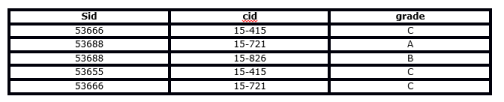 Sid cid grade
53666 15-415 C
53688 15-721 A
53688 15-826 B
53655 15-415 C
53666 15-721 C